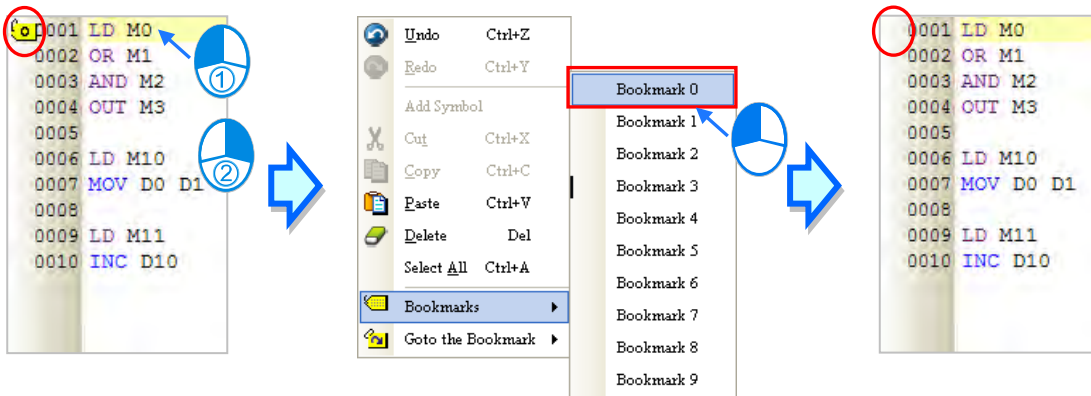 0
0001 LD M0
0002 OR M1
0003 AND M2
0004 OUT M3
0005
0006 LD M10
0007 MOV D0 D1
0008
0009 LD M11
0010 INC D10
①
②
Undo Ctrl+Z
Redo Ctrl+Y
Add Symbol
Cut Ctrl+X
Copy Ctrl+C
Paste Ctrl+V
Delete Del
Select All Ctrl+A
Bookmarks
Goto the Bookmark
Bookmark 0
Bookmark 1
Bookmark 2
Bookmark 3
Bookmark 4
Bookmark 5
Bookmark 6
Bookmark 7
Bookmark 8
Bookmark 9
0001 LD M0
0002 OR M1
0003 AND M2
0004 OUT M3
0005
0006 LD M10
0007 MOV D0 D1
0008
0009 LD M11
0010 INC D10